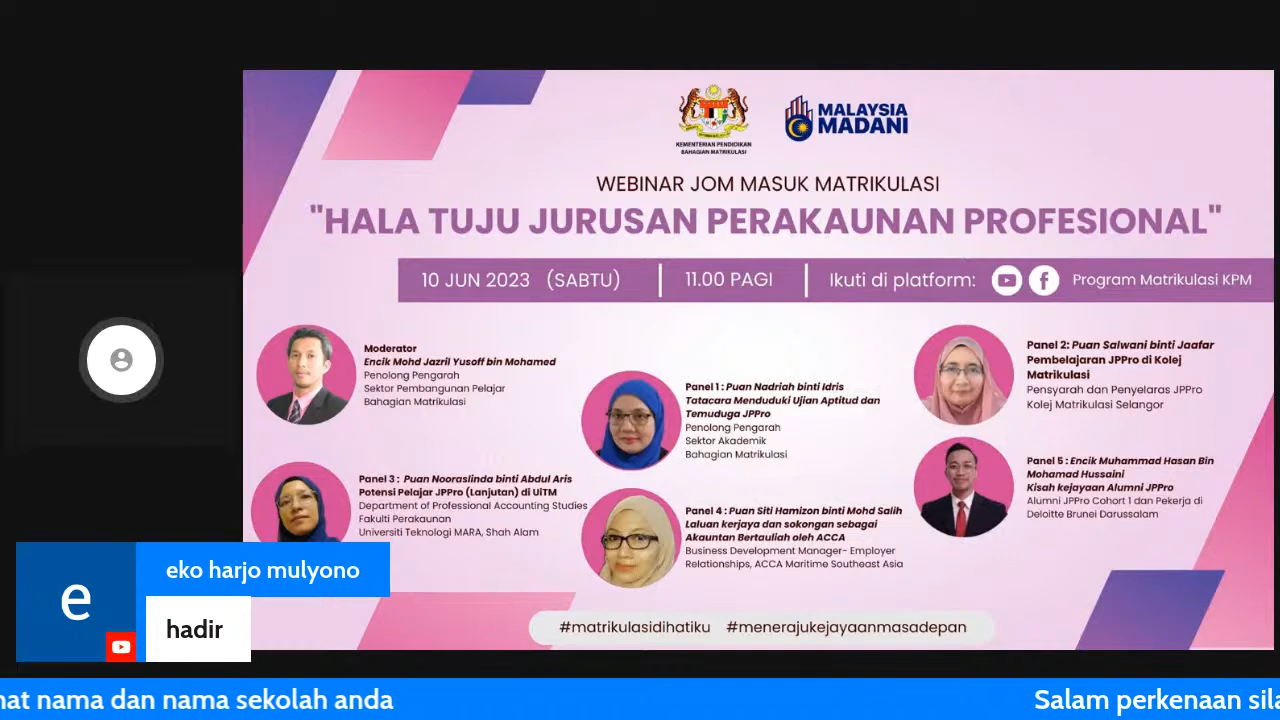 KEMENTERIAN PENDIDIKAN
BAHAGIAN MATRIKULASI
MALAYSIA
MADANI
WEBINAR JOM MASUK MATRIKULASI
"HALA TUJU JURUSAN PERAKAUNAN PROFESIONAL"
10 JUN 2023 (SABTU) 11.00 PAGI Ikuti di platform: Program Matrikulasi KPM
Moderator
Encik Mohd Jazril Yusoff bin Mohamed
Penolong Pengarah
Sektor Pembangunan Pelajar
Bahagian Matrikulasi
Panel 1 : Puan Nadriah binti Idris
Tatacara Menduduki Ujian Aptitud dan
Temuduga JPPro
Penolong Pengarah
Sektor Akademik
Bahagian Matrikulasi
Panel 2: Puan Salwani binti Jaafar
Pembelajaran JPPro di Kolej
Matrikulasi
Pensyarah dan Penyelaras JPPro
Kolej Matrikulasi Selangor
Panel 3 : Puan Nooraslinda binti Abdul Aris
Potensi Pelajar JPPro (Lanjutan) di UiTM
Department of Professional Accounting Studies
Fakulti Perakaunan
Universiti Teknologi MARA, Shah Alam
Panel 4 : Puan Siti Hamizon binti Mohd Salih
Laluan kerjaya dan sokongan sebagai
Akauntan Bertauliah oleh ACCA
Business Development Manager- Employer
Relationships, ACCA Maritime Southeast Asia
Panel 5 : Encik Muhammad Hasan Bin
Mohamad Hussaini
Kisah kejayaan Alumni JPPro
Alumni JPPro Cohort 1 dan Pekerja di
Deloitte Brunei Darussalam
#matrikulasidihatiku #menerajukejayaanmasadepan
e
eko harjo mulyono
hadir
nama dan nama sekolah anda Salam perkenaan